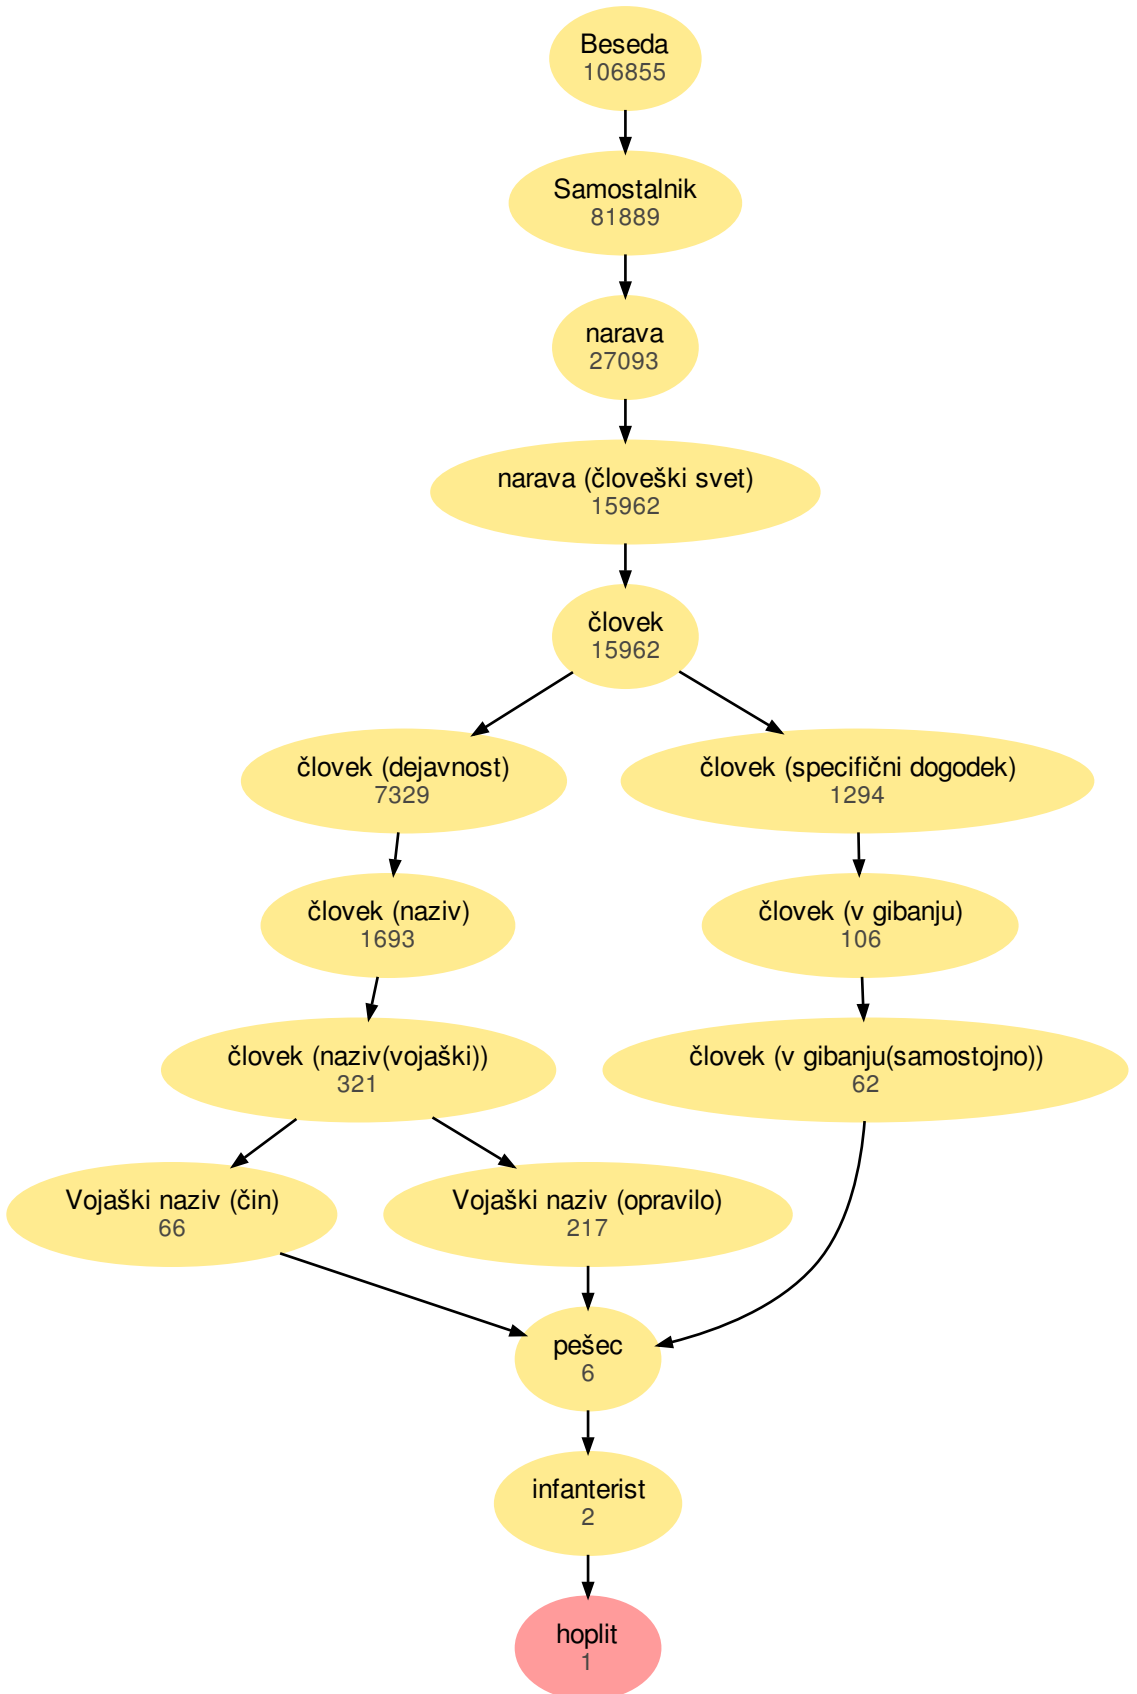 Beseda
106855
Samostalnik
81889
narava
27093
narava (človeški svet)
15962
človek
15962
človek (dejavnost)
7329
človek (specifični dogodek)
1294
človek (naziv)
1693
človek (v gibanju)
106
človek (naziv(vojaški))
321
človek (v gibanju(samostojno))
62
Vojaški naziv (čin)
66
Vojaški naziv (opravilo)
217
pešec
6
infanterist
2
hoplit
1